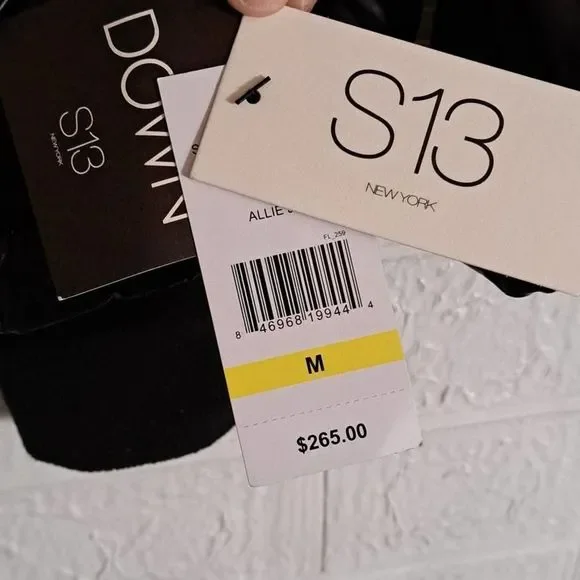 DOWN
S13
NEW YORK
S13
NEW YORK
ALLIE
FL_259
8 46968 19944 4
M
$265.00